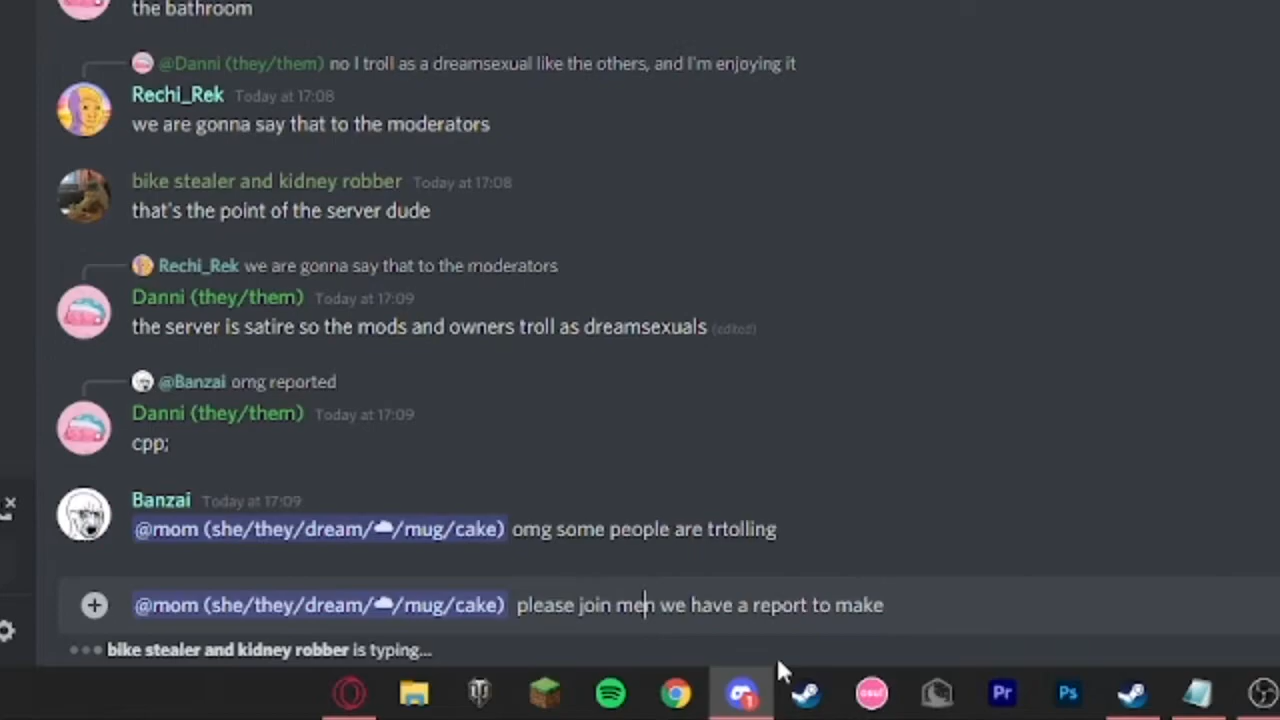 the bathroom
@Danni (they/them) no I troll as a dreamsexual like the others, and I'm enjoying it
Rechi_Rek Today at 17:08
we are gonna say that to the moderators
bike stealer and kidney robber Today at 17:08
that's the point of the server dude
Rechi_Rek we are gonna say that to the moderators
Danni (they/them) Today at 17:09
the server is satire so the mods and owners troll as dreamsexuals (edited)
@Banzai omg reported
Danni (they/them) Today at 17:09
cpp;
Banzai Today at 17:09
@mom (she/they/dream/☁/mug/cake) omg some people are trtolling
@mom (she/they/dream/☁/mug/cake) please join men we have a report to make
bike stealer and kidney robber is typing...
1 osu! Pr Ps